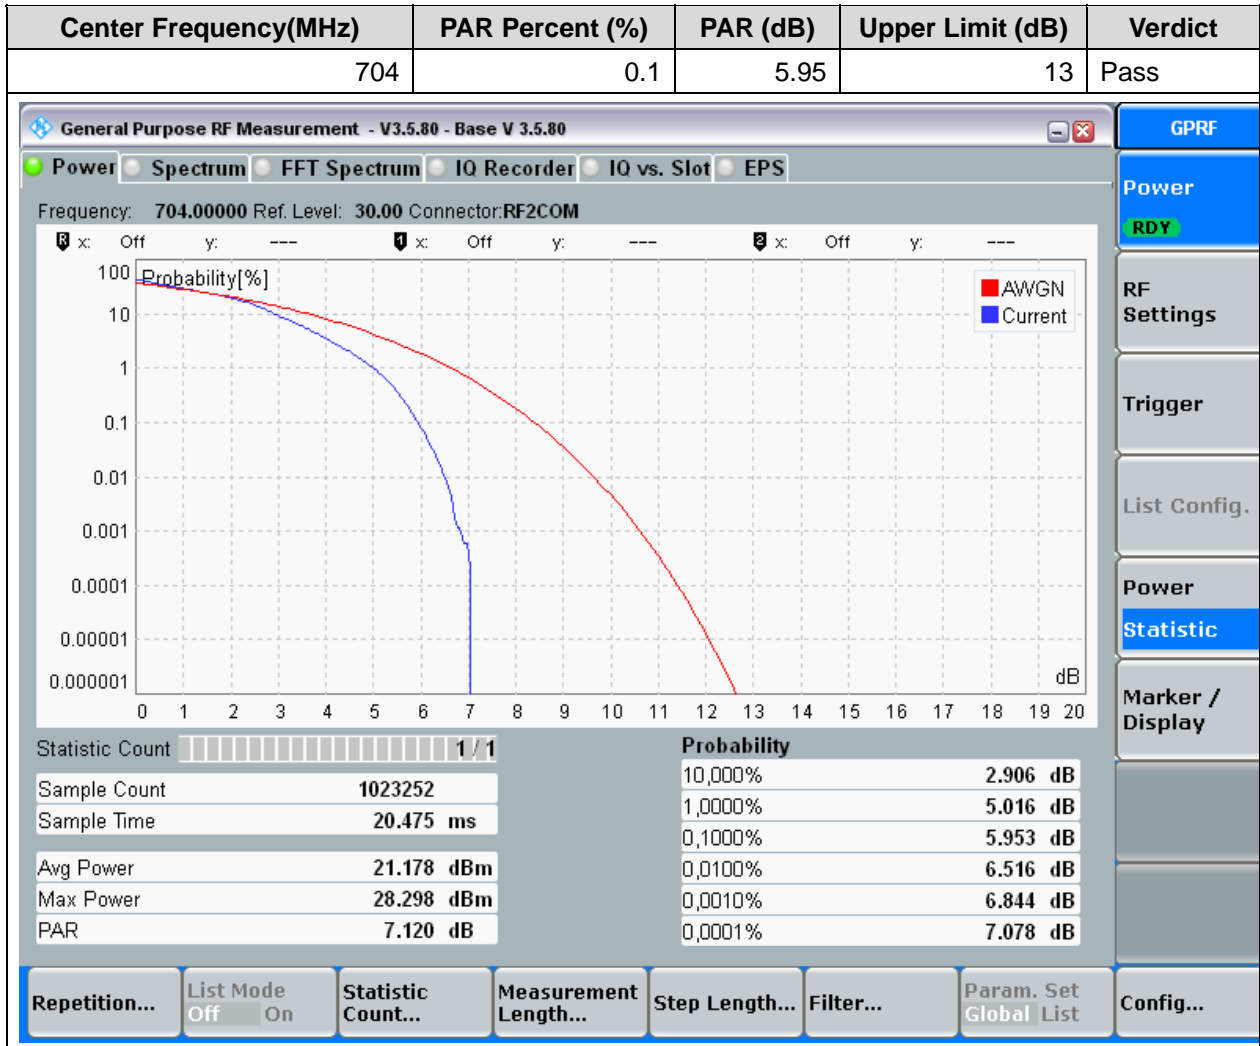 Center Frequency(MHz) PAR Percent (%) PAR (dB) Upper Limit (dB) Verdict
704 0.1 5.95 13 Pass
General Purpose RF Measurement - V3.5.80 - Base V 3.5.80
GPRF
Power Spectrum FFT Spectrum IQ Recorder IQ vs. Slot EPS
Power
RDY
Frequency: 704.00000 Ref. Level: 30.00 Connector:RF2COM
R x: Off y: --- 1 x: Off y: --- 2 x: Off y: ---
Probability[%]
AWGN
Current
100
10
1
0.1
0.01
0.001
0.0001
0.00001
0.000001
dB
0 1 2 3 4 5 6 7 8 9 10 11 12 13 14 15 16 17 18 19 20
RF
Settings
Trigger
List Config.
Power
Statistic
Marker /
Display
Statistic Count 1 / 1
Sample Count 1023252
Sample Time 20.475 ms
Avg Power 21.178 dBm
Max Power 28.298 dBm
PAR 7.120 dB
Probability
10,000% 2.906 dB
1,0000% 5.016 dB
0,1000% 5.953 dB
0,0100% 6.516 dB
0,0010% 6.844 dB
0,0001% 7.078 dB
Repetition...
List Mode
Off On
Statistic
Count...
Measurement
Length...
Step Length...
Filter...
Param. Set
Global List
Config...